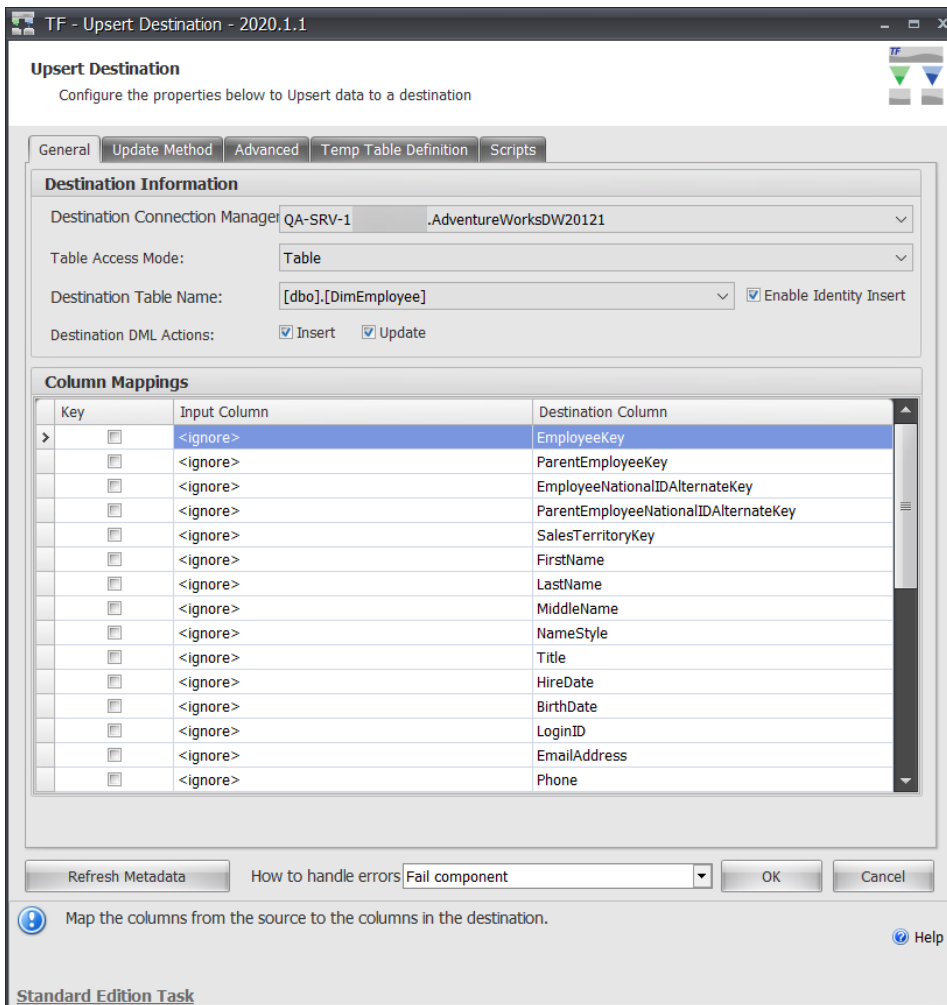 TF - Upsert Destination - 2020.1.1
TF
Upsert Destination
Configure the properties below to Upsert data to a destination
General Update Method Advanced Temp Table Definition Scripts
Destination Information
Destination Connection Manager QA-SRV-1 .AdventureWorksDW20121
Table Access Mode: Table
Destination Table Name: [dbo].[DimEmployee] Enable Identity Insert
Destination DML Actions: Insert Update
Column Mappings
Key Input Column Destination Column
<ignore> EmployeeKey
<ignore> ParentEmployeeKey
<ignore> EmployeeNationalIDAlternateKey
<ignore> ParentEmployeeNationalIDAlternateKey
<ignore> SalesTerritoryKey
<ignore> FirstName
<ignore> LastName
<ignore> MiddleName
<ignore> NameStyle
<ignore> Title
<ignore> HireDate
<ignore> BirthDate
<ignore> LoginID
<ignore> EmailAddress
<ignore> Phone
Refresh Metadata How to handle errors Fail component OK Cancel
Map the columns from the source to the columns in the destination.
Help
Standard Edition Task